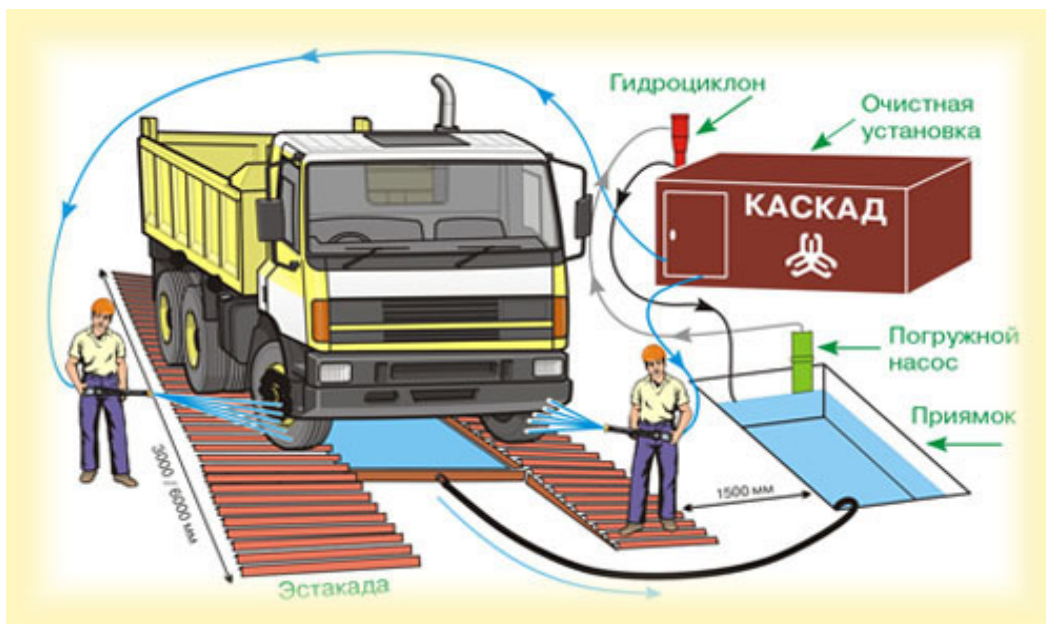 Гидроциклон
Очистная
установка
КАСКАД
Погружной
насос
Приямок
1500 мм
3000 / 6000 мм
Эстакада